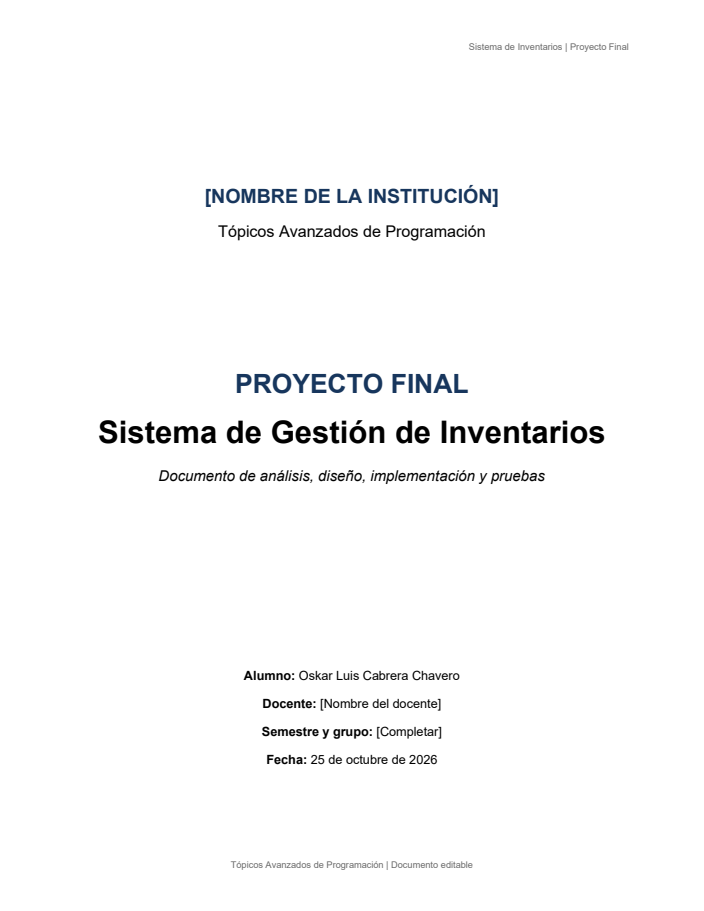 Sistema de Inventarios | Proyecto Final
[NOMBRE DE LA INSTITUCIÓN]
Tópicos Avanzados de Programación
PROYECTO FINAL
Sistema de Gestión de Inventarios
Documento de análisis, diseño, implementación y pruebas
Alumno: Oskar Luis Cabrera Chavero
Docente: [Nombre del docente]
Semestre y grupo: [Completar]
Fecha: 25 de octubre de 2026
Tópicos Avanzados de Programación | Documento editable